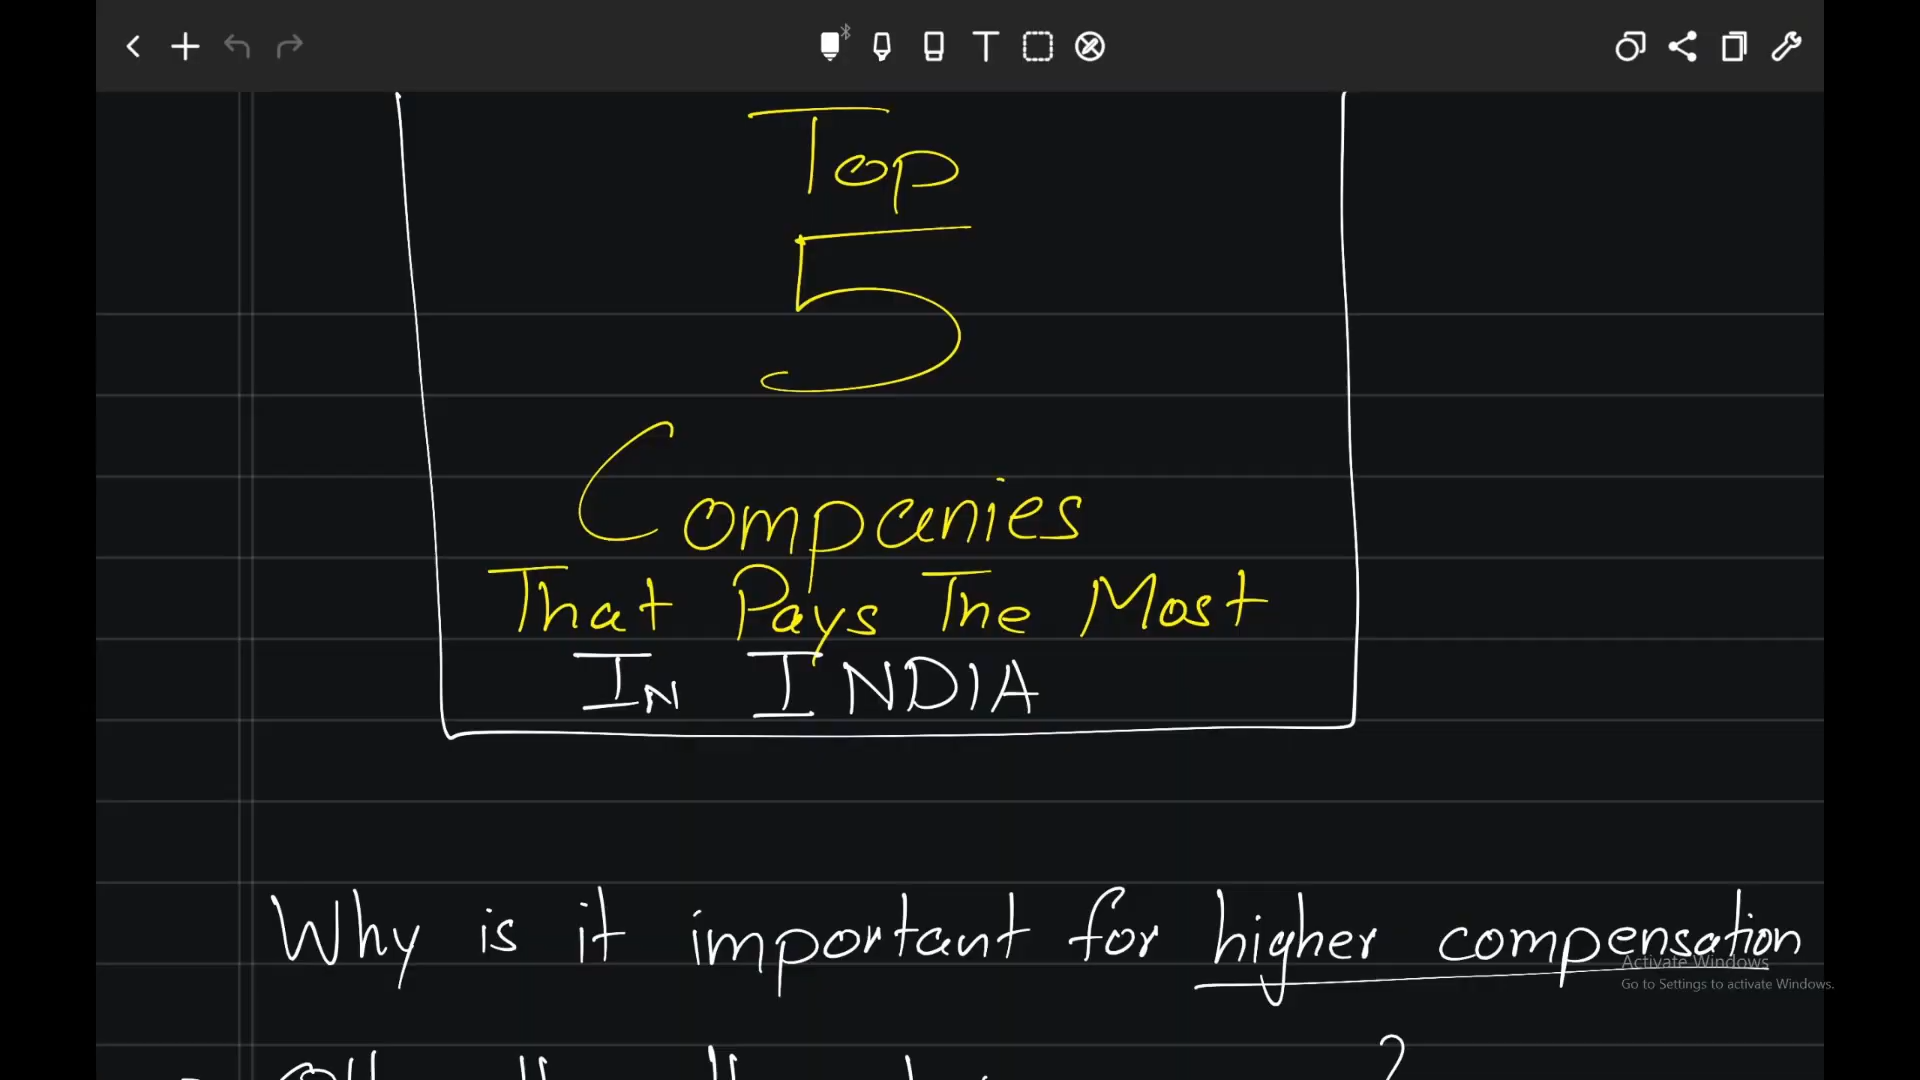 Top
5
Companies
That Pays The Most
IN INDIA
Why is it important for higher compensation
Activate Windows
Go to Settings to activate Windows.
?